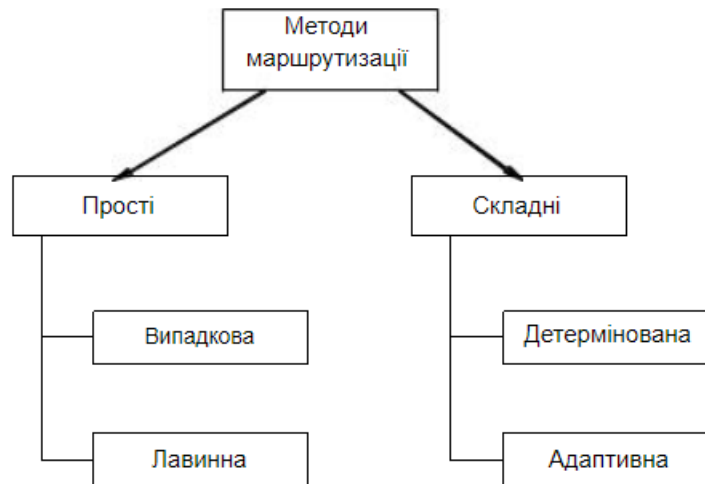 Методи
маршрутизації
Прості
Складні
Випадкова
Детермінована
Лавинна
Адаптивна